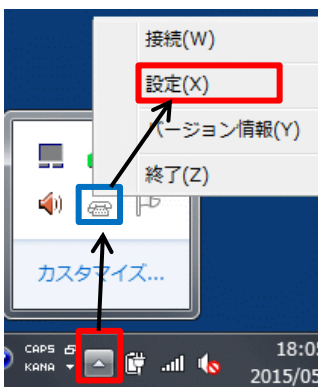 接続(W)
設定(X)
バージョン情報(Y)
終了(Z)
カスタマイズ...
CAPS
KANA
18:05
2015/05